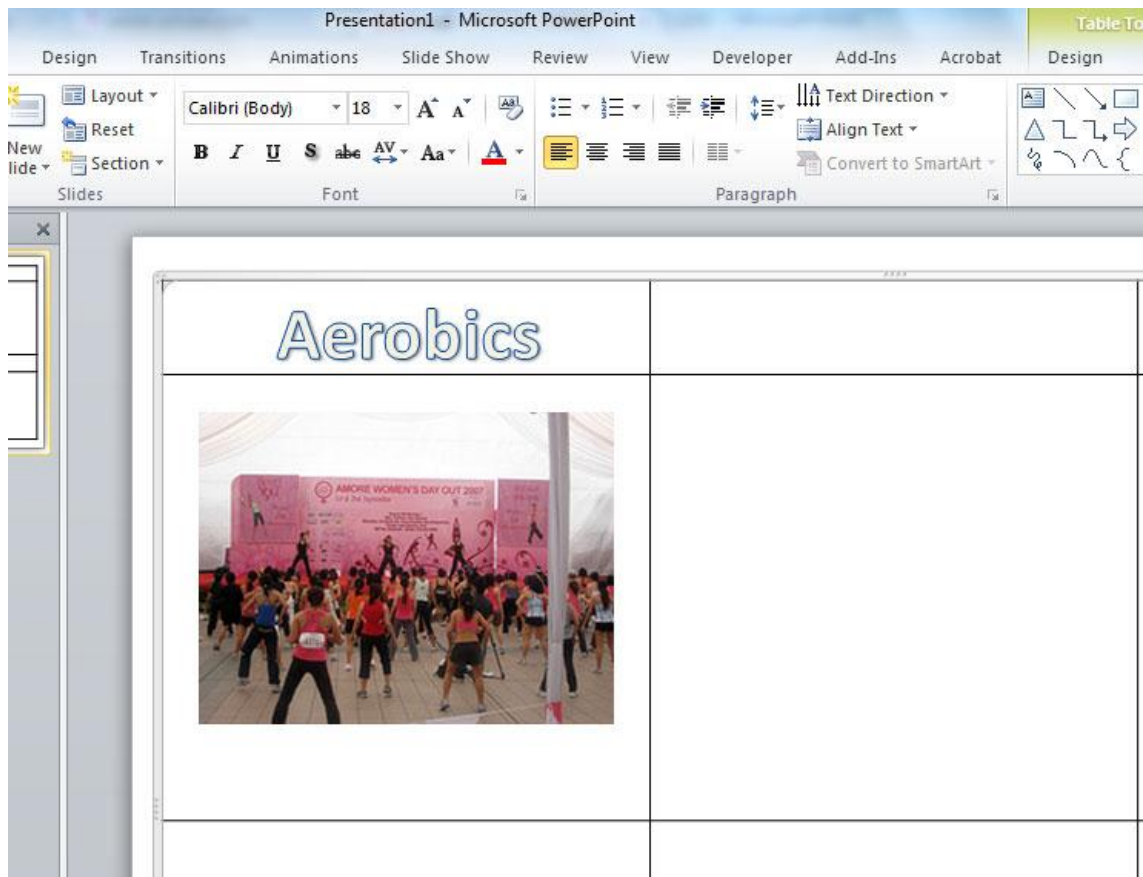 Presentation1 - Microsoft PowerPoint
Table To
Design Transitions Animations Slide Show Review View Developer Add-Ins Acrobat Design
New
lide
Layout
Reset
Section
Slides
Calibri (Body) 18 A A Aa
B I U S abc AV Aa A
Font
Text Direction
Align Text
Convert to SmartArt
Paragraph
Aerobics
AMORE WOMEN'S DAY OUT 2007